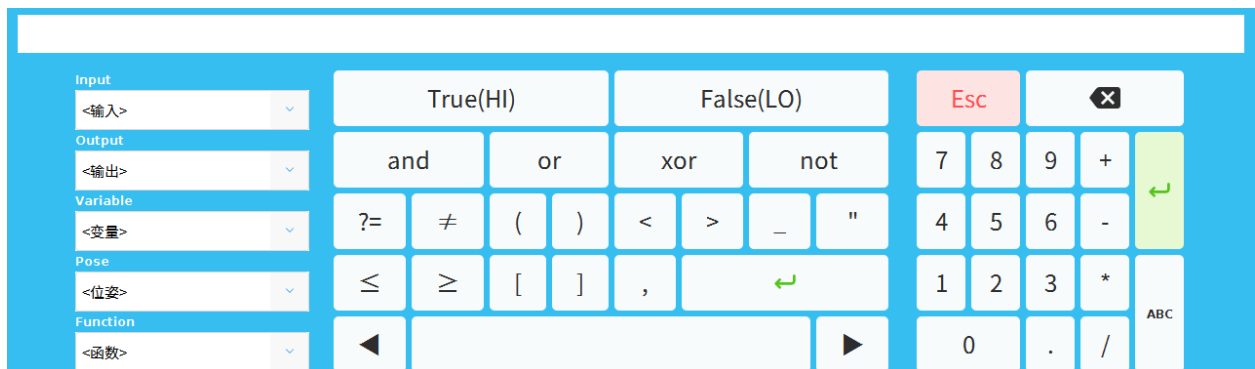 Input
<输入>
Output
<输出>
Variable
<变量>
Pose
<位姿>
Function
<函数>
True(HI) False(LO)
and or xor not
?= ≠ ( ) < > _ "
≤ ≥ [ ] ,
Esc
7 8 9 +
4 5 6 -
1 2 3 *
ABC
0 . /